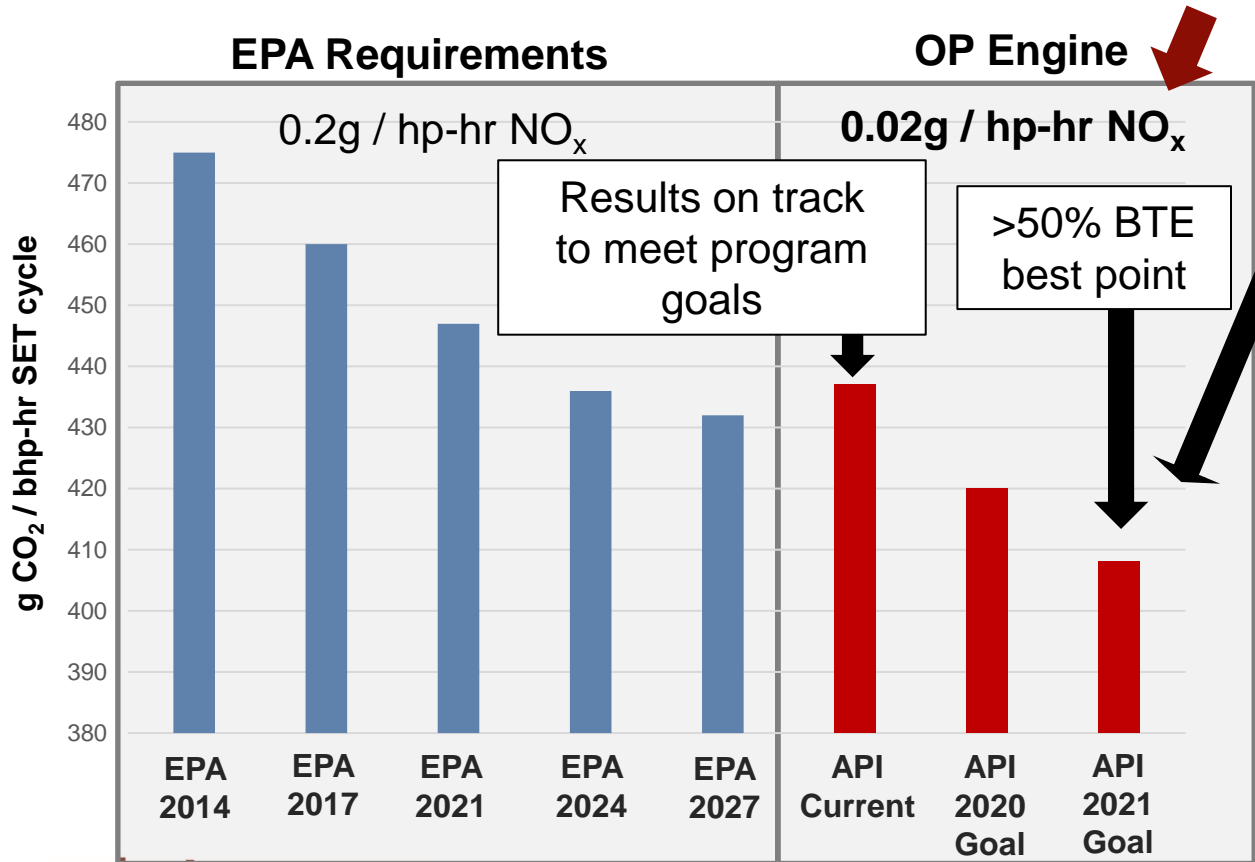 EPA Requirements
OP Engine
0.2g / hp-hr NOₓ
0.02g / hp-hr NOₓ
Results on track
to meet program
goals
>50% BTE
best point
g CO₂ / bhp-hr SET cycle
480
470
460
450
440
430
420
410
400
390
380
EPA
2014
EPA
2017
EPA
2021
EPA
2024
EPA
2027
API
Current
API
2020
Goal
API
2021
Goal